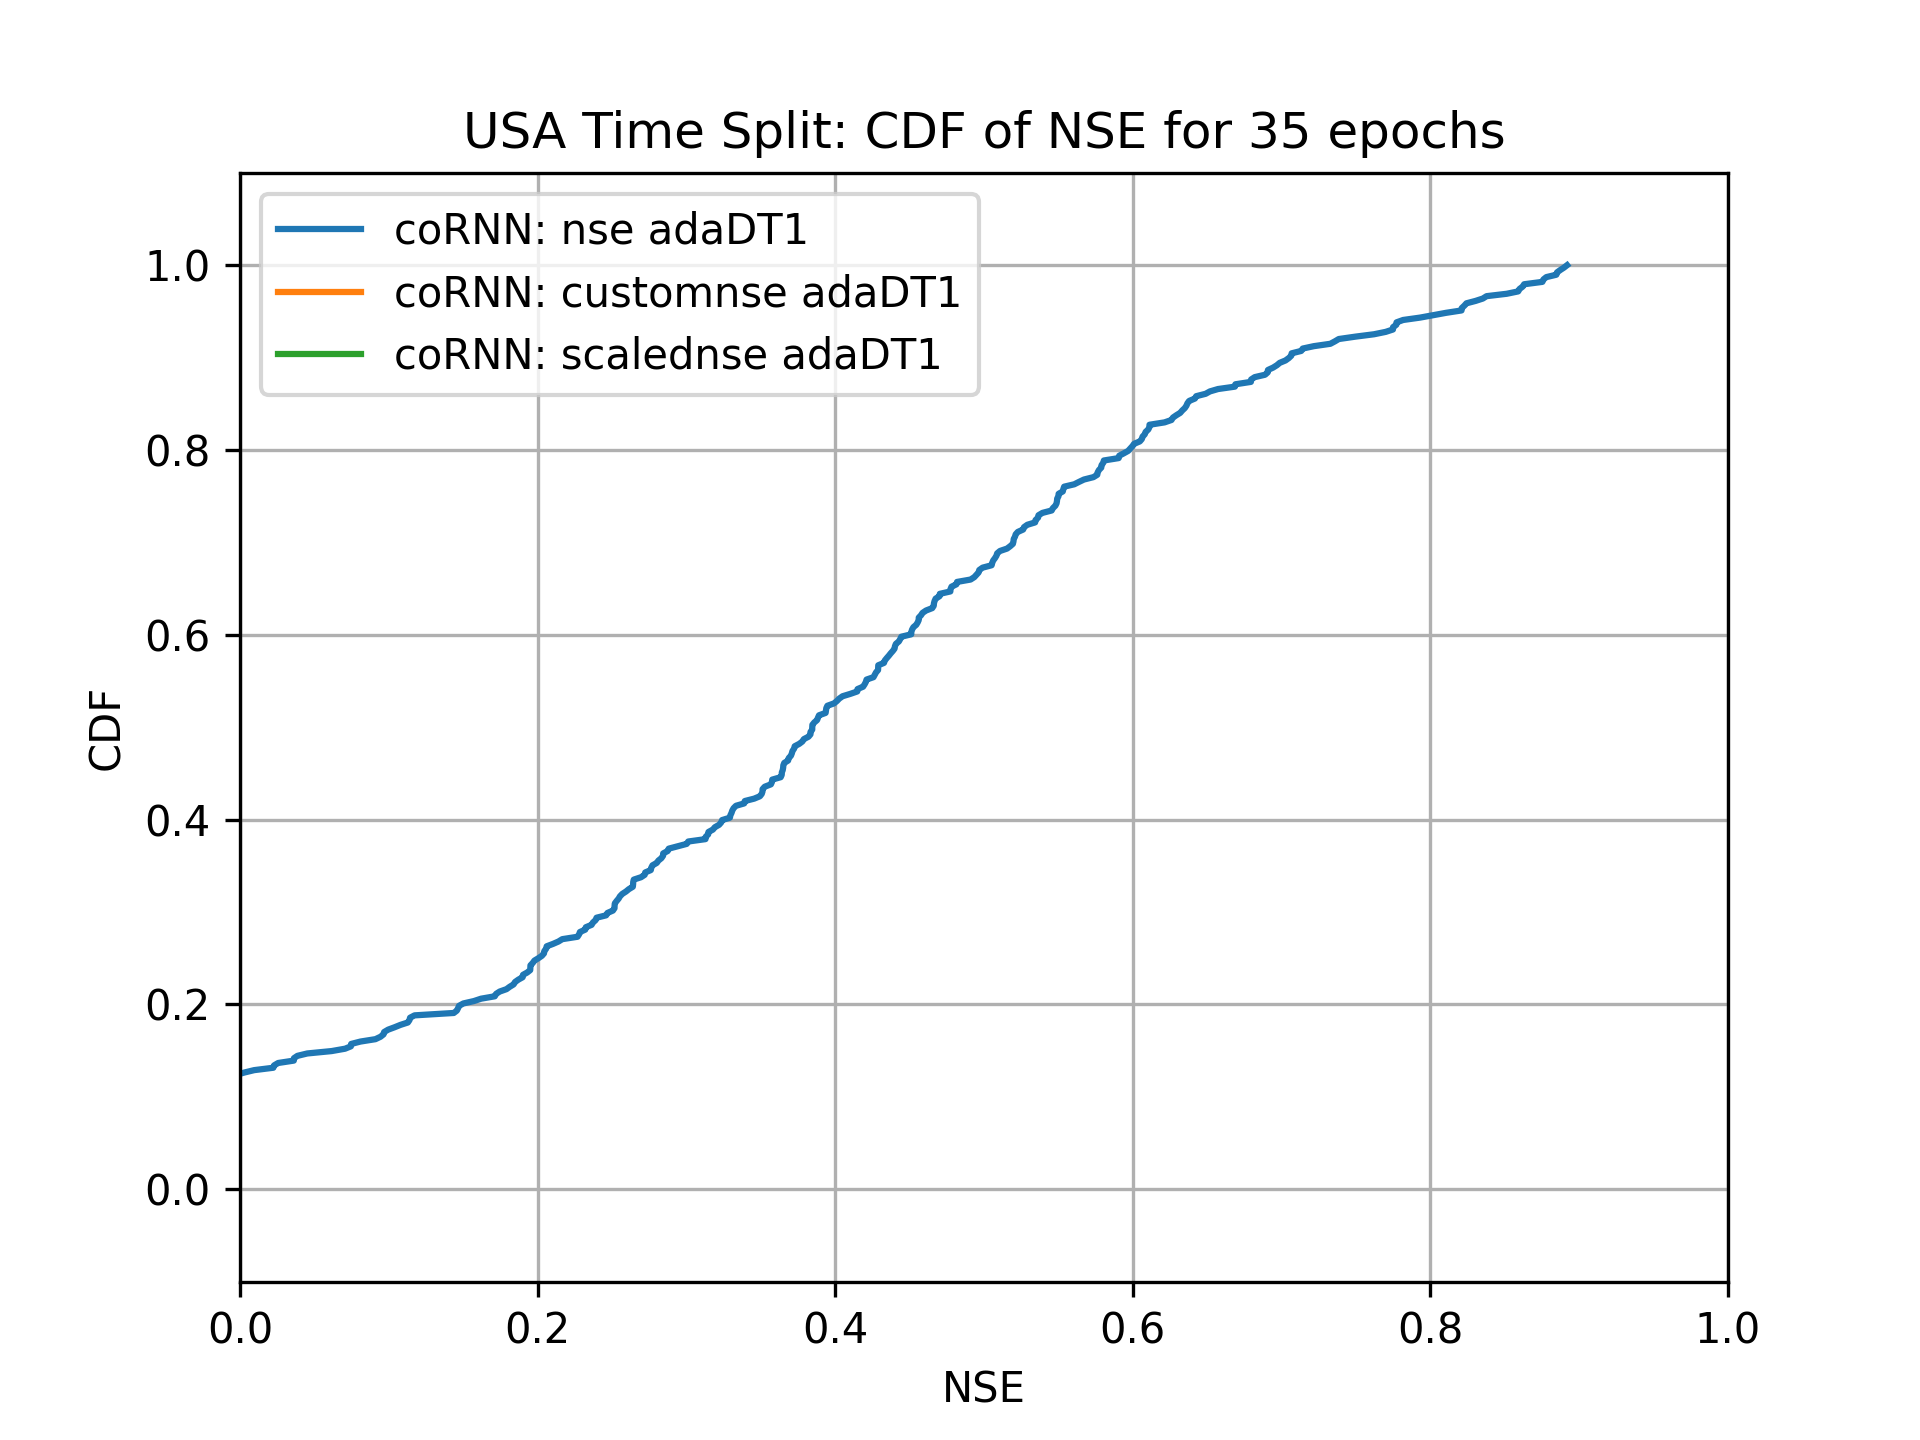 USA Time Split: CDF of NSE for 35 epochs
coRNN: nse adaDT1
coRNN: customnse adaDT1
coRNN: scalednse adaDT1
1.0
0.8
0.6
0.4
0.2
0.0
CDF
0.0 0.2 0.4 0.6 0.8 1.0
NSE